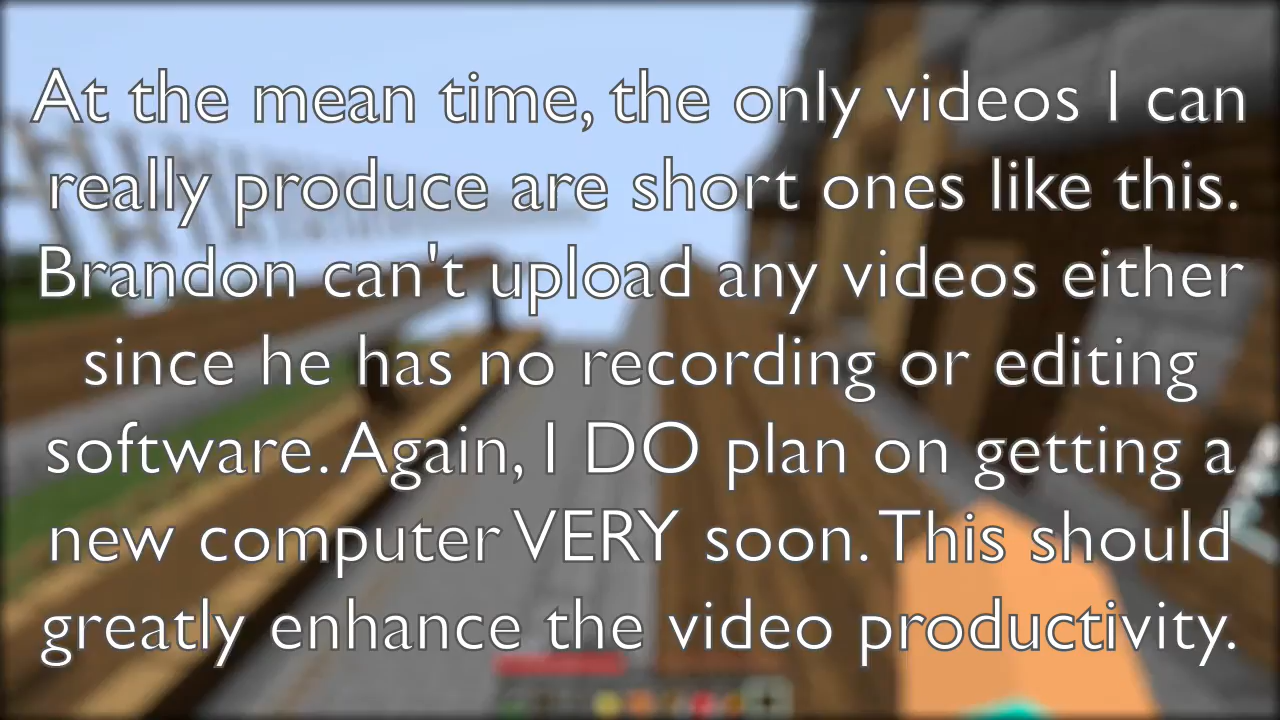 At the mean time, the only videos I can
really produce are short ones like this.
Brandon can't upload any videos either
since he has no recording or editing
software. Again, I DO plan on getting a
new computer VERY soon. This should
greatly enhance the video productivity.